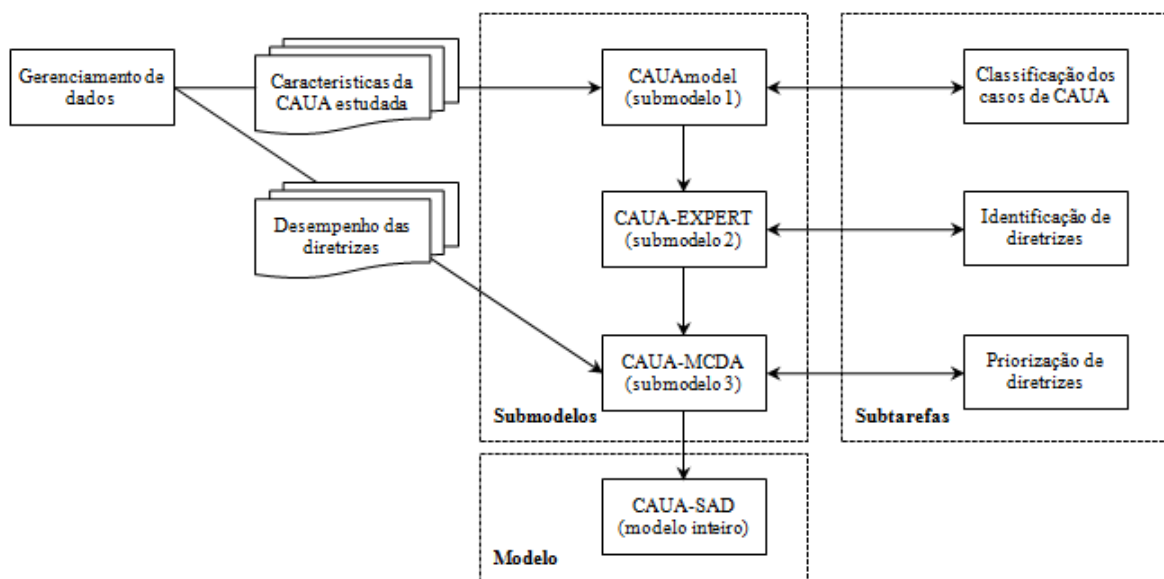 Gerenciamento de
dados
Características da
CAUA estudada
CAUAmodel
(submodelo 1)
Classificação dos
casos de CAUA
Desempenho das
diretrizes
CAUA-EXPERT
(submodelo 2)
Identificação de
diretrizes
CAUA-MCDA
(submodelo 3)
Priorização de
diretrizes
Submodelos
Subtarefas
CAUA-SAD
(modelo inteiro)
Modelo